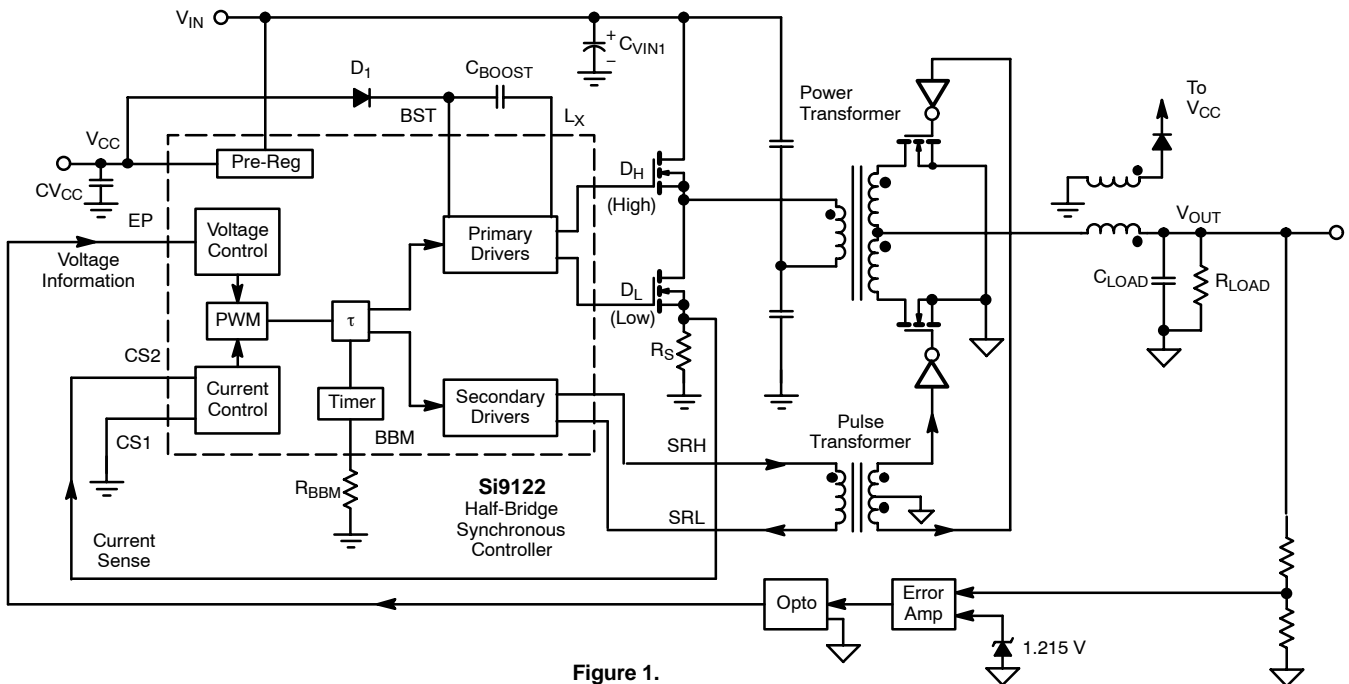 VIN
+
−
CVIN1
D1
CBOOST
BST
LX
VCC
Pre-Reg
CVCC
EP
Voltage
Information
Voltage
Control
PWM
τ
Primary
Drivers
DH
(High)
DL
(Low)
RS
CS2
Current
Control
CS1
Timer
BBM
Secondary
Drivers
RBBM
Si9122
Half-Bridge
Synchronous
Controller
Current
Sense
SRH
SRL
Power
Transformer
Pulse
Transformer
To
VCC
VOUT
CLOAD
RLOAD
Opto
Error
Amp
1.215 V
Figure 1.